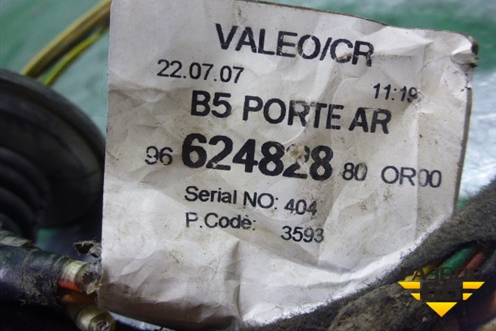 VALEO/CR
22.07.07 11:19
B5 PORTE AR
96 624828 80 OR00
Serial NO: 404
P.Code: 3593